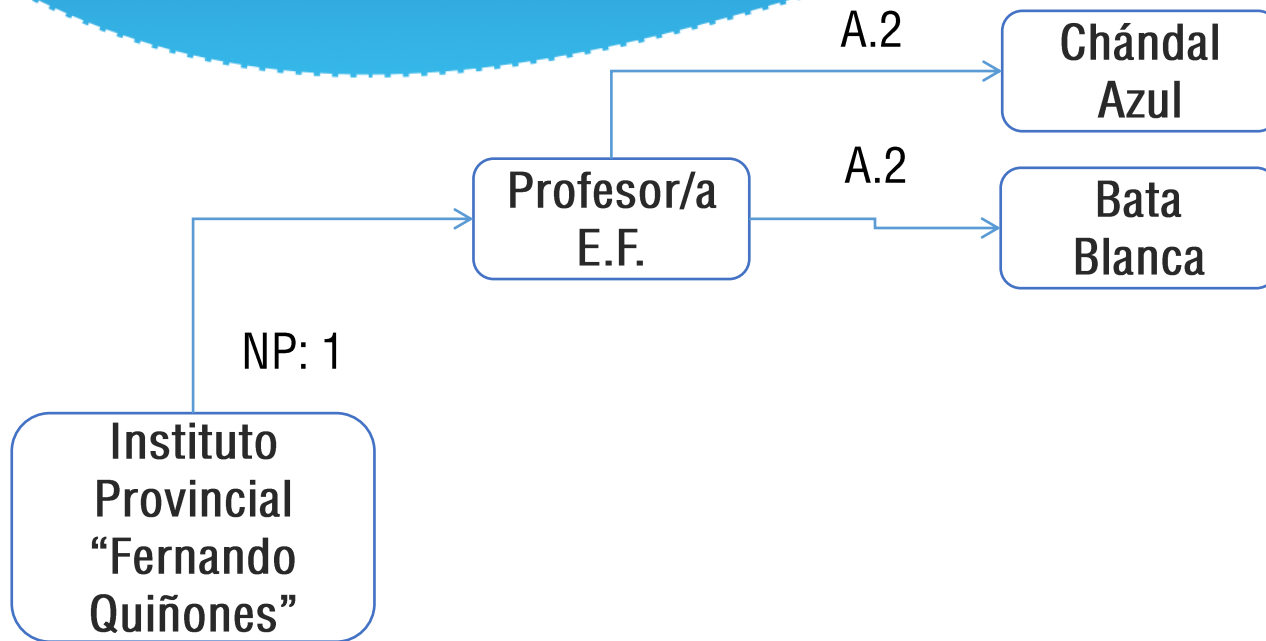 A.2
Chándal
Azul
Profesor/a
E.F.
A.2
Bata
Blanca
NP: 1
Instituto
Provincial
“Fernando
Quiñones”